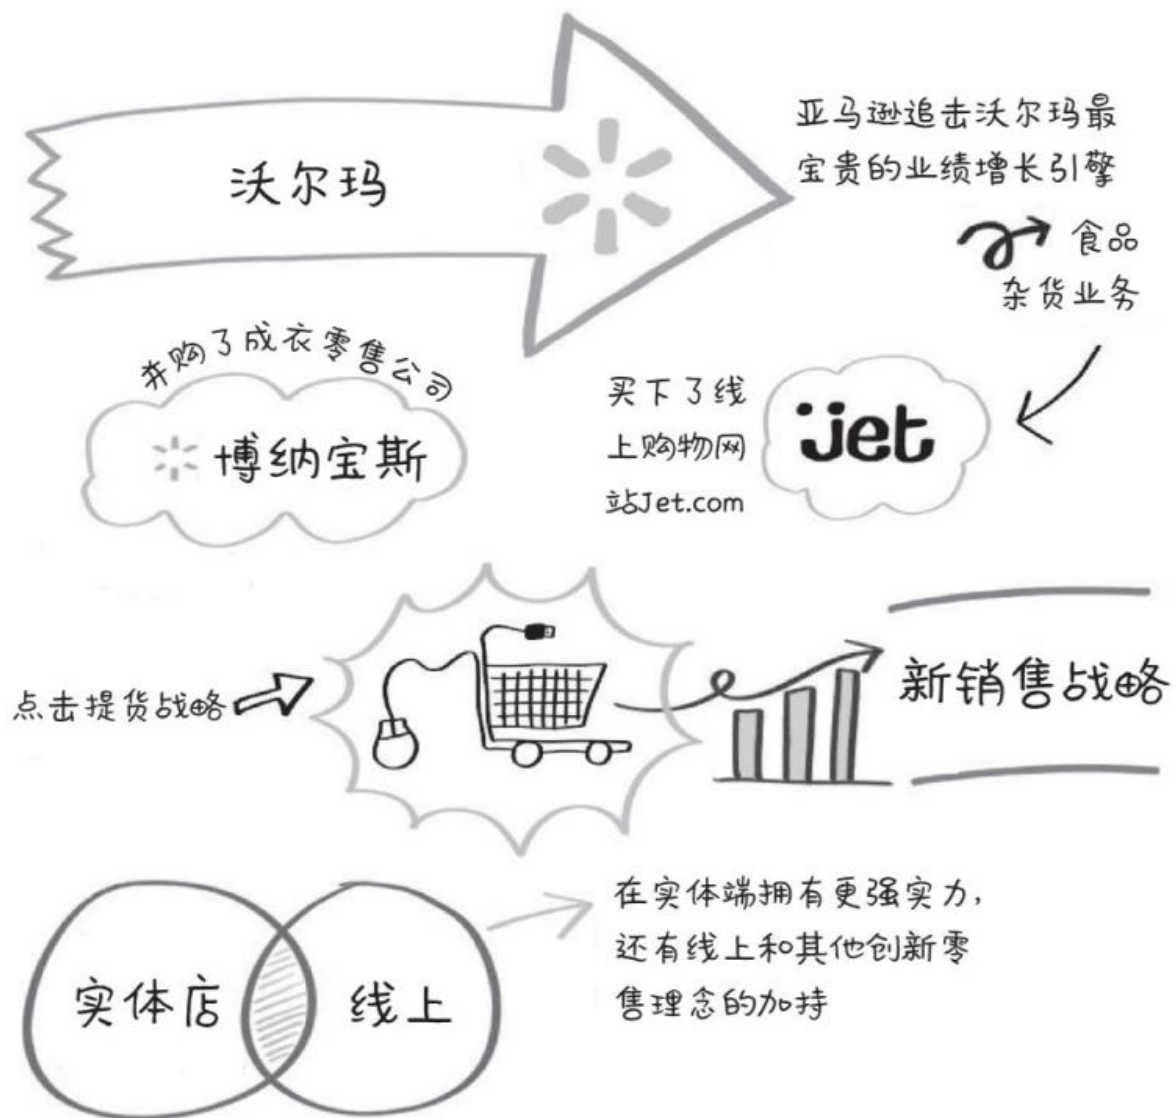 沃尔玛
亚马逊追击沃尔玛最
宝贵的业绩增长引擎
食品
杂货业务
并购了成衣零售公司
博纳宝斯
买下了线
上购物网
站Jet.com
jet
点击提货战略
新销售战略
实体店
线上
在实体端拥有更强实力，
还有线上和其他创新零
售理念的加持